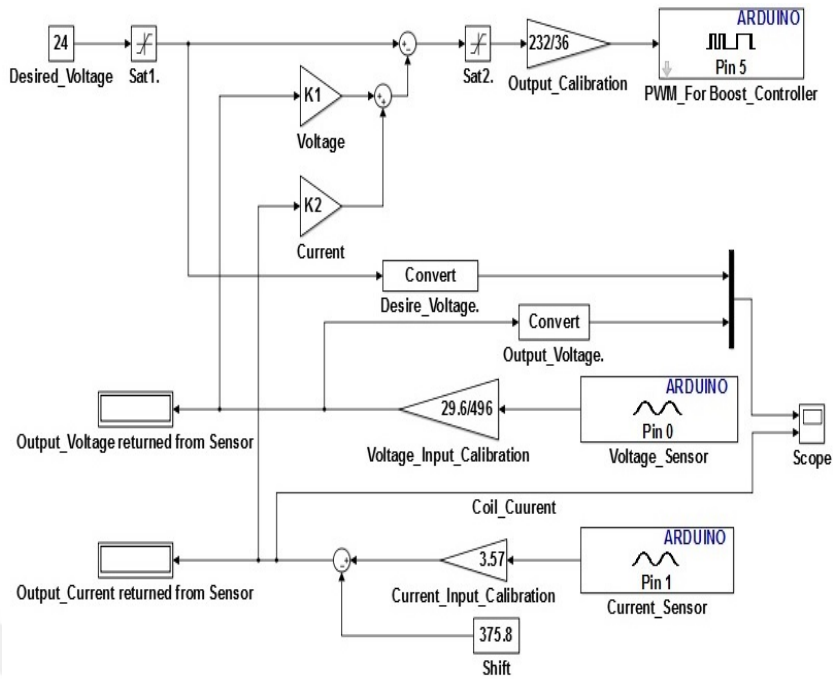 ARDUINO
24
232/36
Pin 5
Desired_Voltage
Sat1.
Sat2.
Output_Calibration
PWM_For Boost_Controller
K1
Voltage
K2
Current
Convert
Desire_Voltage.
Convert
Output_Voltage.
ARDUINO
29.6/496
Pin 0
Output_Voltage returned from Sensor
Voltage_Input_Calibration
Voltage_Sensor
Scope
Coil_Cuurent
ARDUINO
3.57
Pin 1
Output_Current returned from Sensor
Current_Input_Calibration
Current_Sensor
375.8
Shift